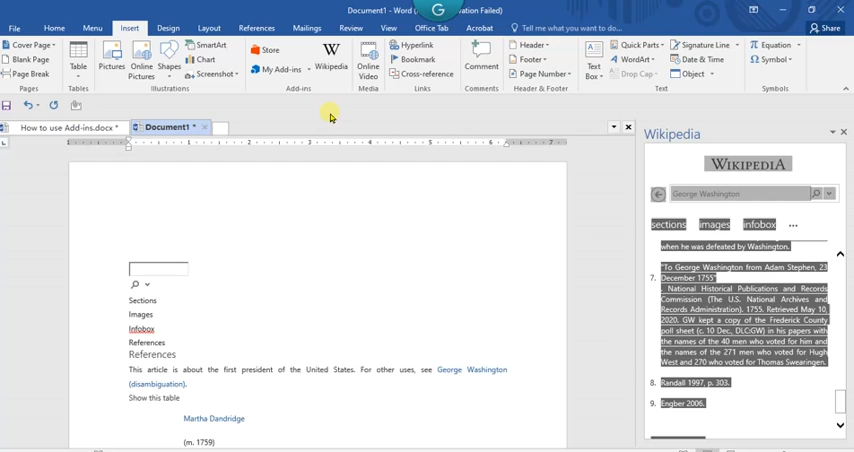 Document1 - Word (
vation Failed)
G
File Home Menu Insert Design Layout References Mailings Review View Office Tab Acrobat Tell me what you want to do... Share
Cover Page
Blank Page
Page Break
Pages
Table
Tables
Pictures
Online Pictures
Shapes
SmartArt
Chart
Screenshot
Illustrations
Store
My Add-ins
W
Wikipedia
Add-ins
Online Video
Media
Hyperlink
Bookmark
Cross-reference
Links
Comment
Comments
Header
Footer
Page Number
Header & Footer
Text Box
Quick Parts
WordArt
Drop Cap
Signature Line
Date & Time
Object
Text
Equation
Symbol
Symbols
How to use Add-ins.docx *
Document1 *
1 1 2 3 4 5 6 7
Sections
Images
Infobox
References
References
This article is about the first president of the United States. For other uses, see George Washington
(disambiguation).
Show this table
Martha Dandridge
(m. 1759)
Wikipedia
WIKIPEDIA
George Washington
sections images infobox ...
when he was defeated by Washington.
"To George Washington from Adam Stephen, 23
7. December 1755"
. National Historical Publications and Records
Commission (The U.S. National Archives and
Records Administration). 1755. Retrieved May 10,
2020. GW kept a copy of the Frederick County
poll sheet (c. 10 Dec., DLC:GW) in his papers with
the names of the 40 men who voted for him and
the names of the 271 men who voted for Hugh
West and 270 who voted for Thomas Swearingen.
8. Randall 1997, p. 303.
9. Engber 2006.